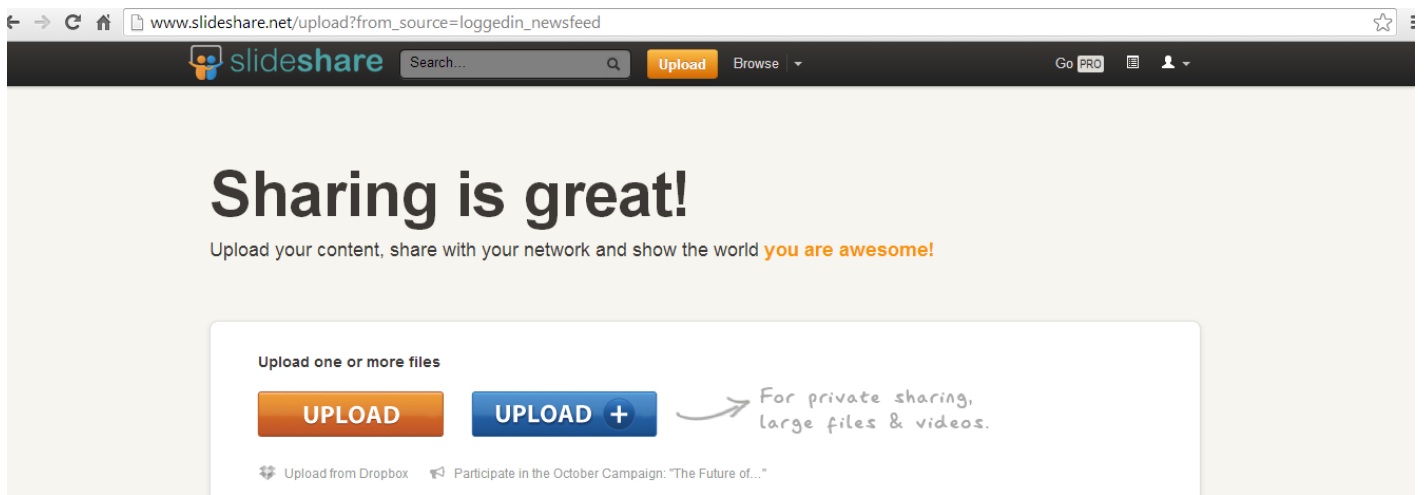 www.slideshare.net/upload?from_source=loggedin_newsfeed
slideshare Search... Upload Browse Go PRO
Sharing is great!
Upload your content, share with your network and show the world you are awesome!
Upload one or more files
UPLOAD UPLOAD + For private sharing,
large files & videos.
Upload from Dropbox Participate in the October Campaign: "The Future of..."